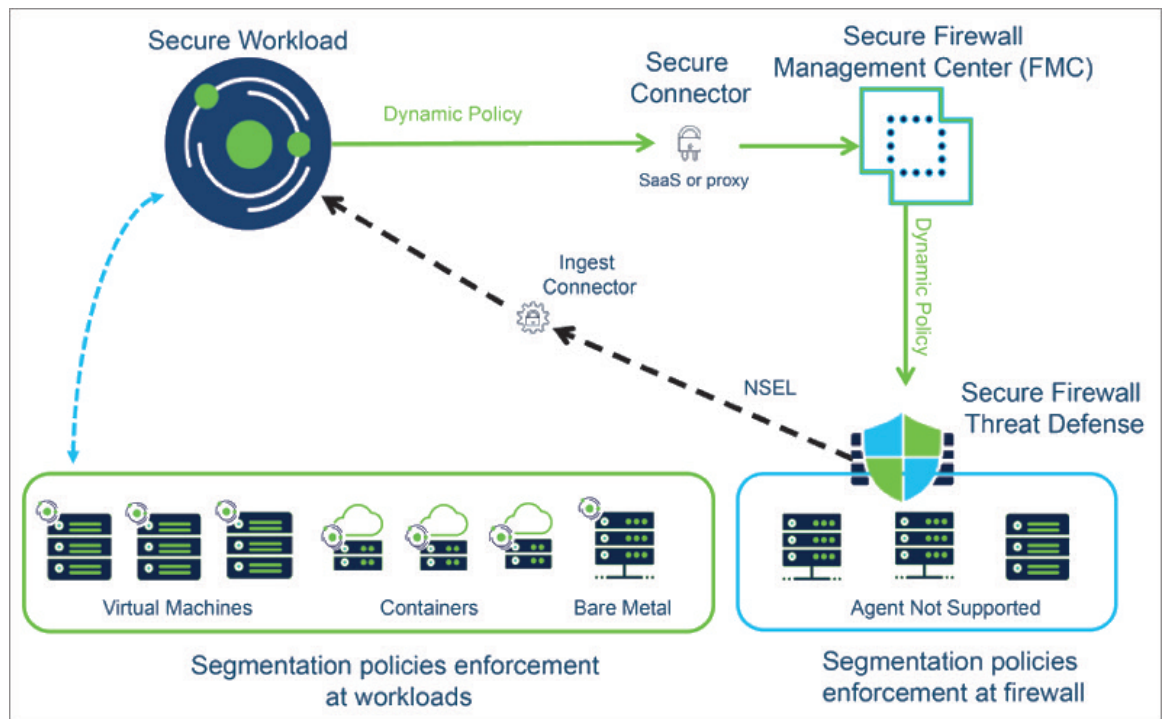 Secure Workload
Secure Firewall
Management Center (FMC)
Secure
Connector
Dynamic Policy
SaaS or proxy
Dynamic Policy
Ingest
Connector
NSEL
Secure Firewall
Threat Defense
Virtual Machines
Containers
Bare Metal
Agent Not Supported
Segmentation policies enforcement
at workloads
Segmentation policies
enforcement at firewall